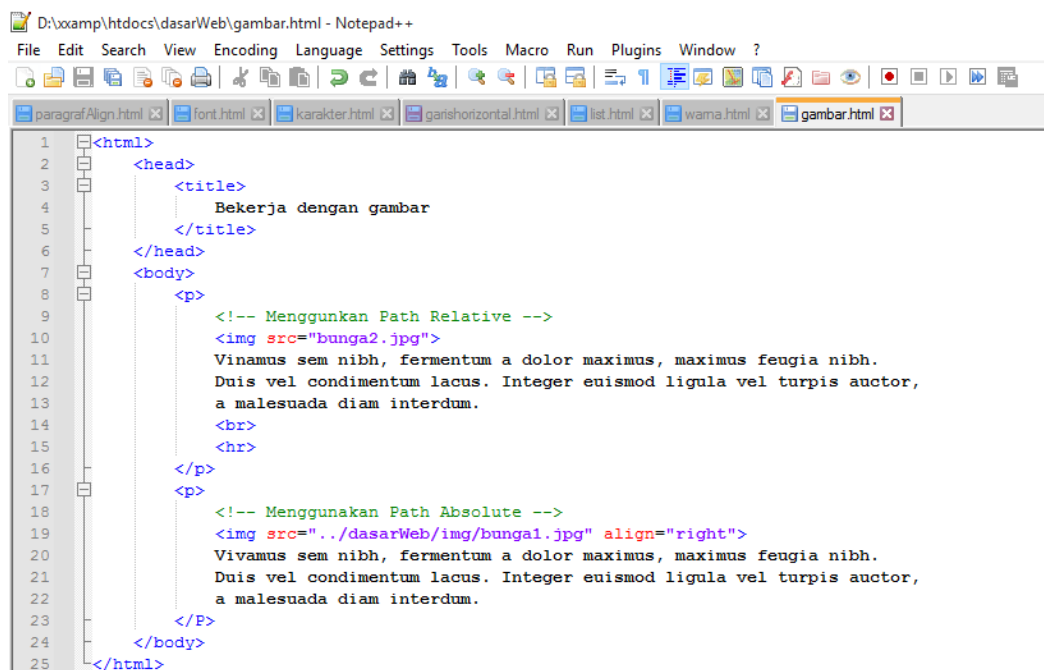 D:\xxamp\htdocs\dasarWeb\gambar.html - Notepad++
File Edit Search View Encoding Language Settings Tools Macro Run Plugins Window ?
paragrafAlign.html font.html karakter.html garishorizontal.html list.html warna.html gambar.html
1 <html>
2 <head>
3 <title>
4 Bekerja dengan gambar
5 </title>
6 </head>
7 <body>
8 <p>
9 <!-- Menggunkan Path Relative -->
10 <img src="bunga2.jpg">
11 Vinamus sem nibh, fermentum a dolor maximus, maximus feugia nibh.
12 Duis vel condimentum lacus. Integer euismod ligula vel turpis auctor,
13 a malesuada diam interdum.
14 <br>
15 <hr>
16 </p>
17 <p>
18 <!-- Menggunakan Path Absolute -->
19 <img src="../dasarWeb/img/bunga1.jpg" align="right">
20 Vivamus sem nibh, fermentum a dolor maximus, maximus feugia nibh.
21 Duis vel condimentum lacus. Integer euismod ligula vel turpis auctor,
22 a malesuada diam interdum.
23 </P>
24 </body>
25 </html>